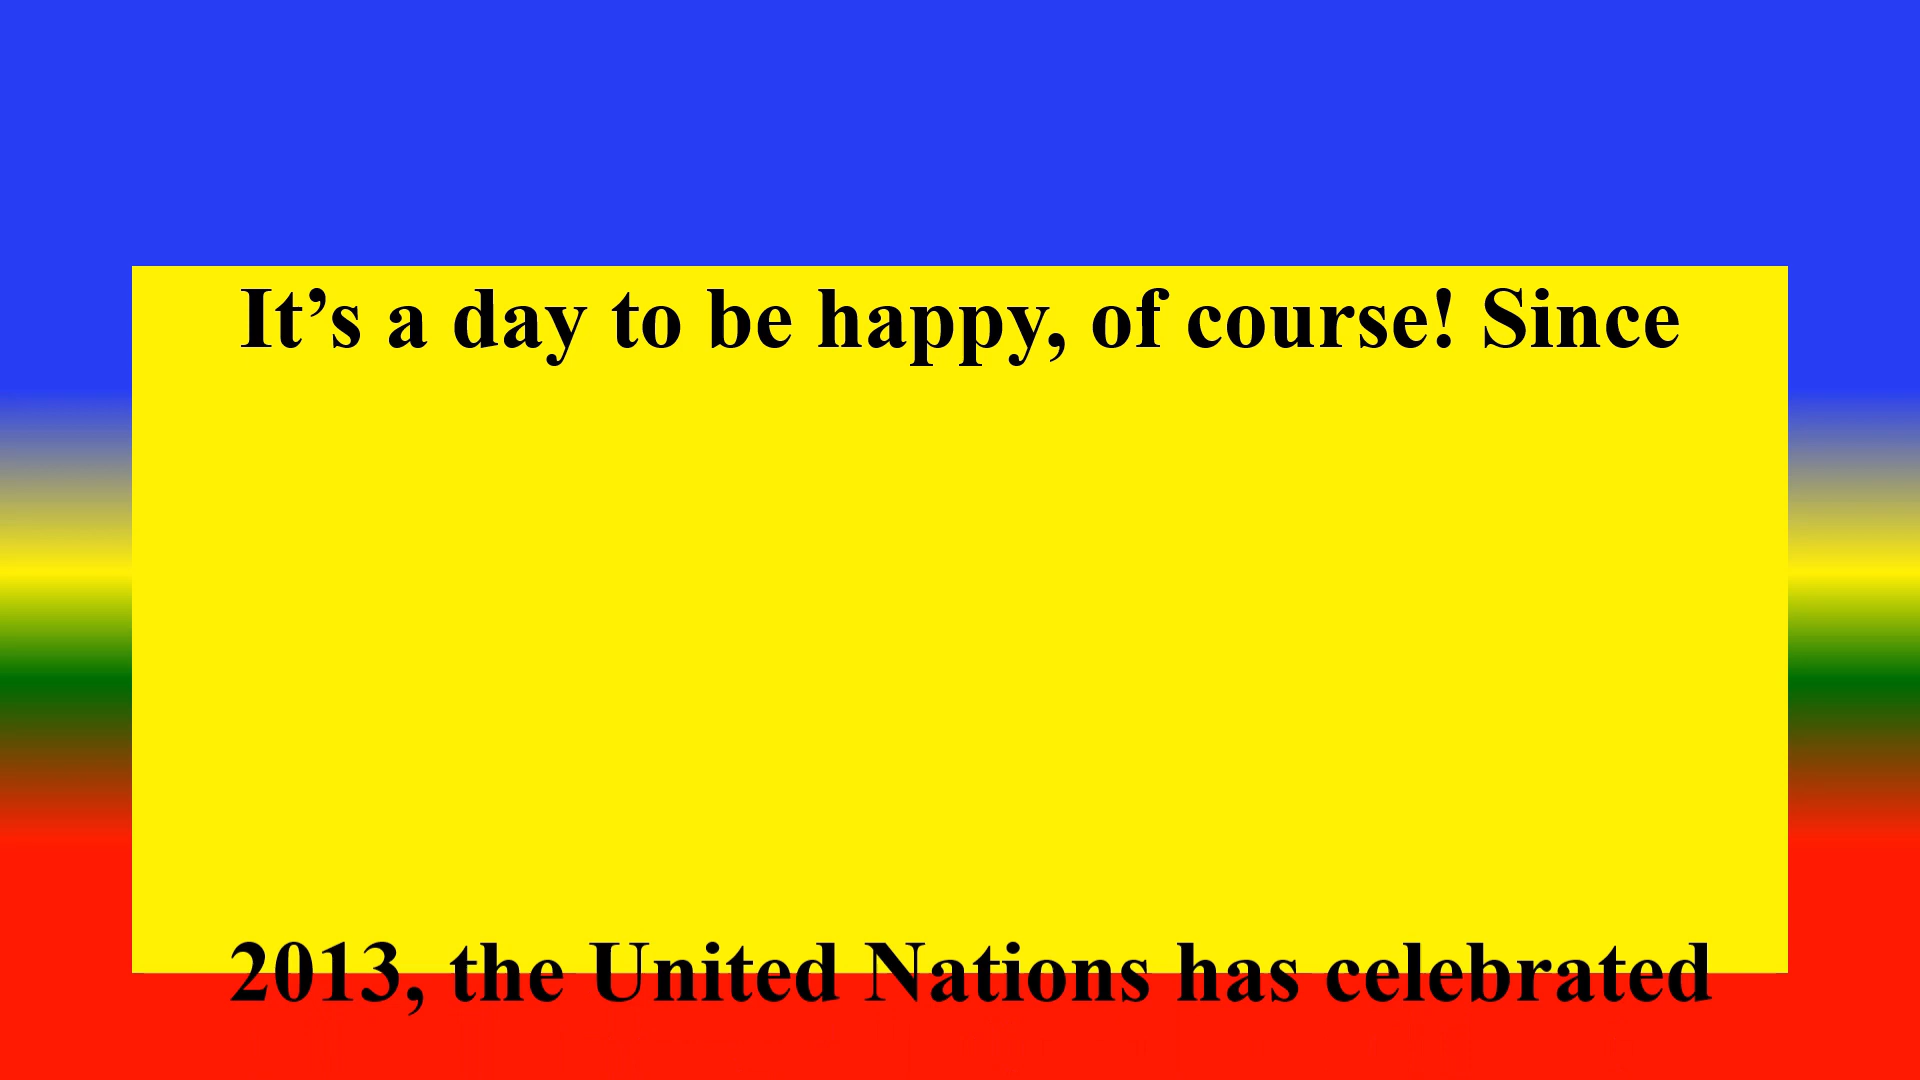 It’s a day to be happy, of course! Since
2013, the United Nations has celebrated